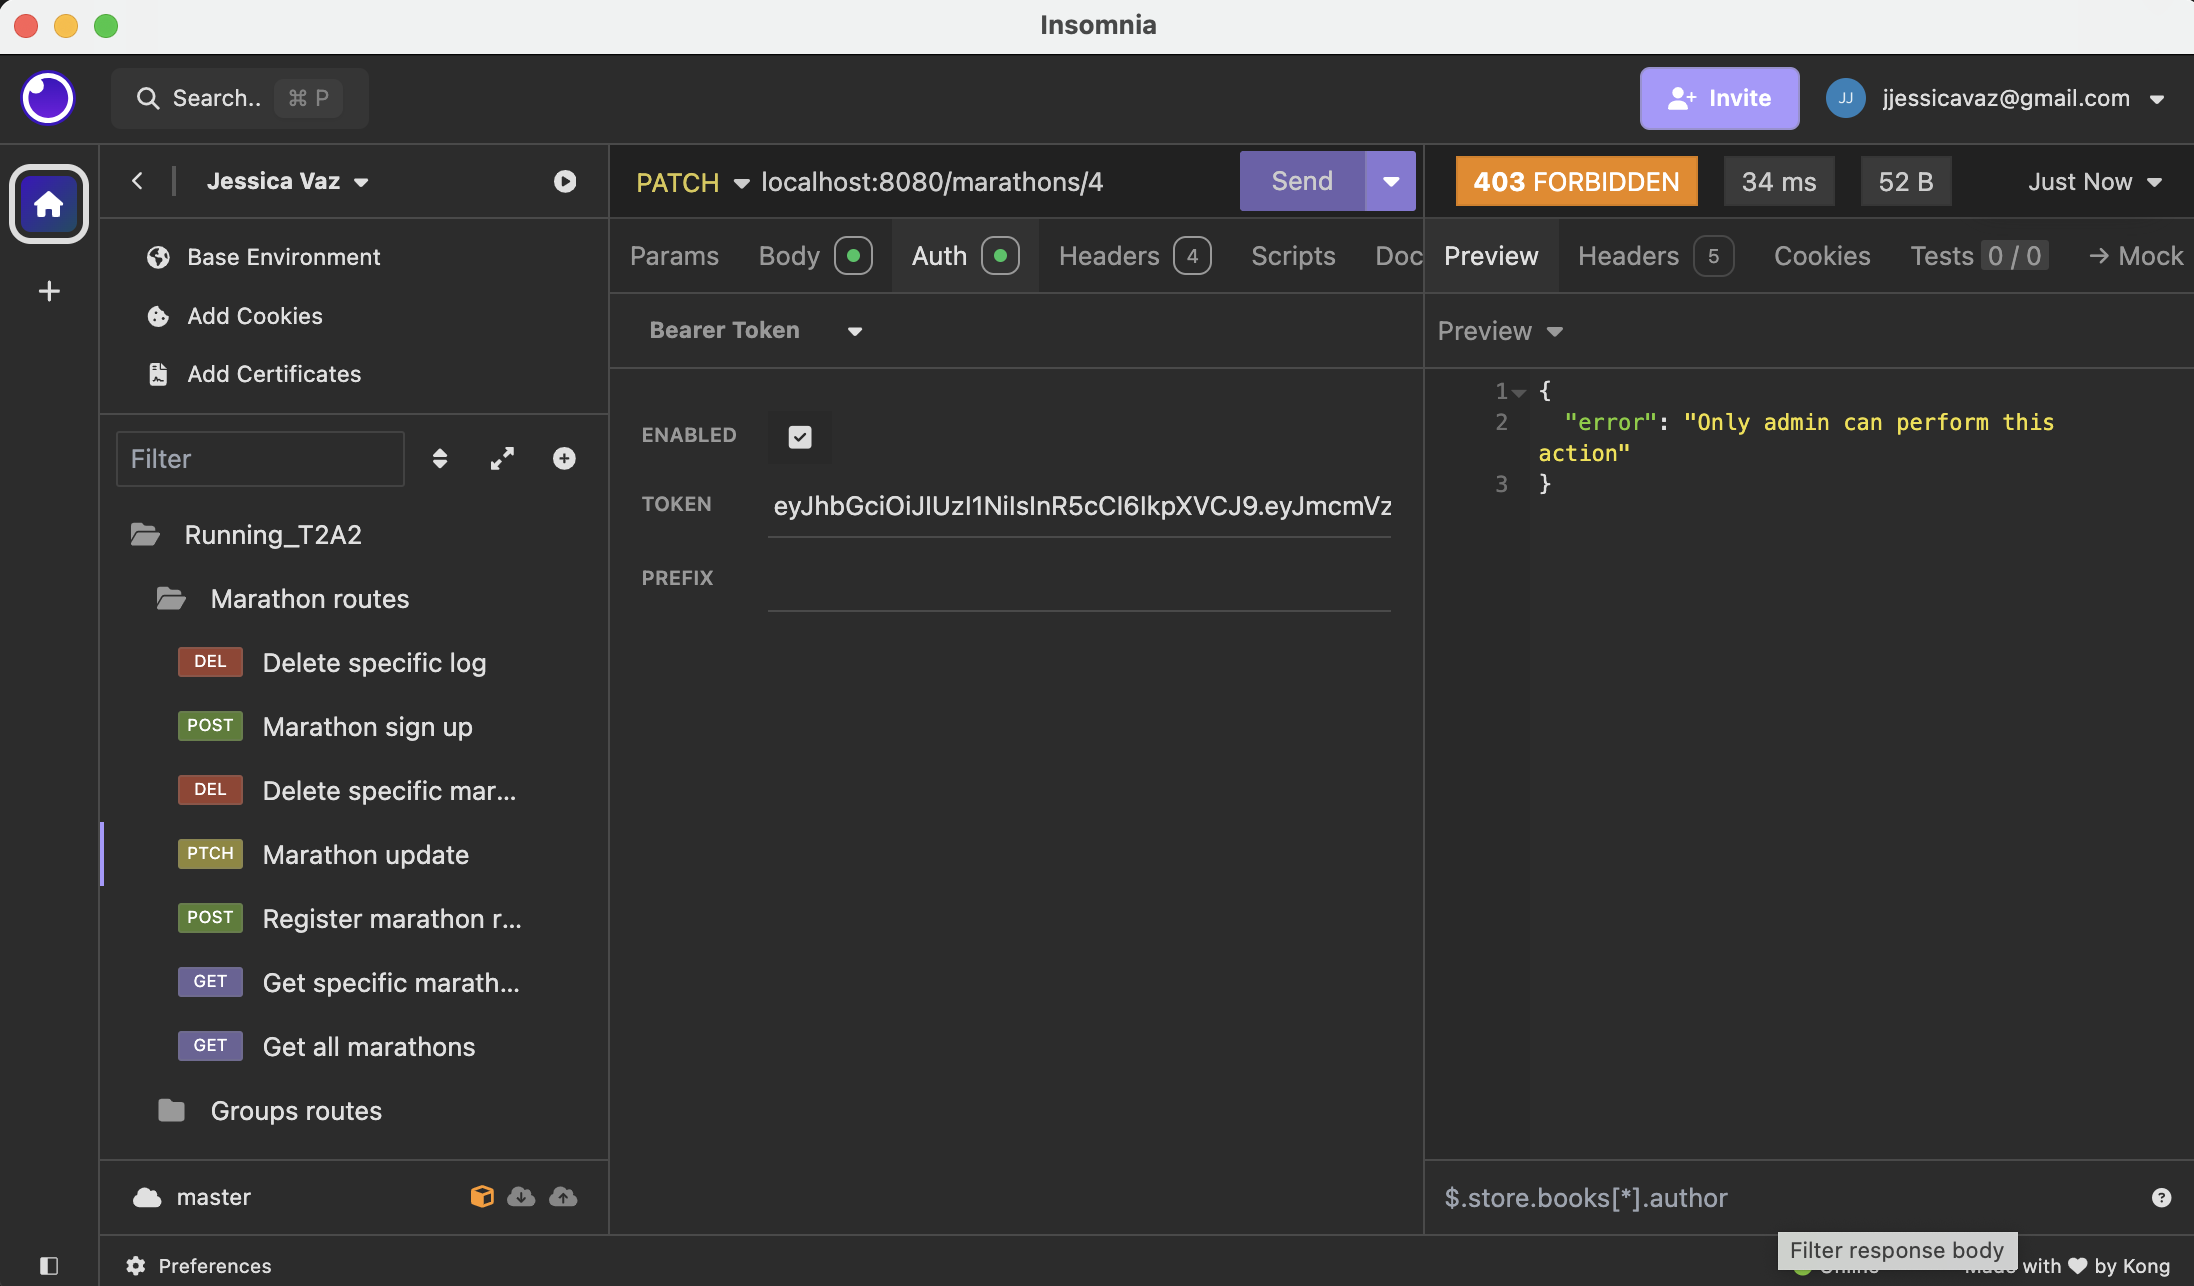 Insomnia
Search.. ⌘ P
Invite
JJ jjessicavaz@gmail.com
Jessica Vaz
Base Environment
Add Cookies
Add Certificates
Filter
Running_T2A2
Marathon routes
DEL Delete specific log
POST Marathon sign up
DEL Delete specific mar...
PTCH Marathon update
POST Register marathon r...
GET Get specific marath...
GET Get all marathons
Groups routes
master
Preferences
PATCH localhost:8080/marathons/4 Send
Params Body Auth Headers 4 Scripts Doc
Bearer Token
ENABLED
TOKEN eyJhbGciOiJIUzI1NiIsInR5cCI6IkpXVCJ9.eyJmcmVz
PREFIX
403 FORBIDDEN 34 ms 52 B Just Now
Preview Headers 5 Cookies Tests 0 / 0 → Mock
Preview
1 {
2 "error": "Only admin can perform this
action"
3 }
$.store.books[*].author
Filter response body
with ♥ by Kong